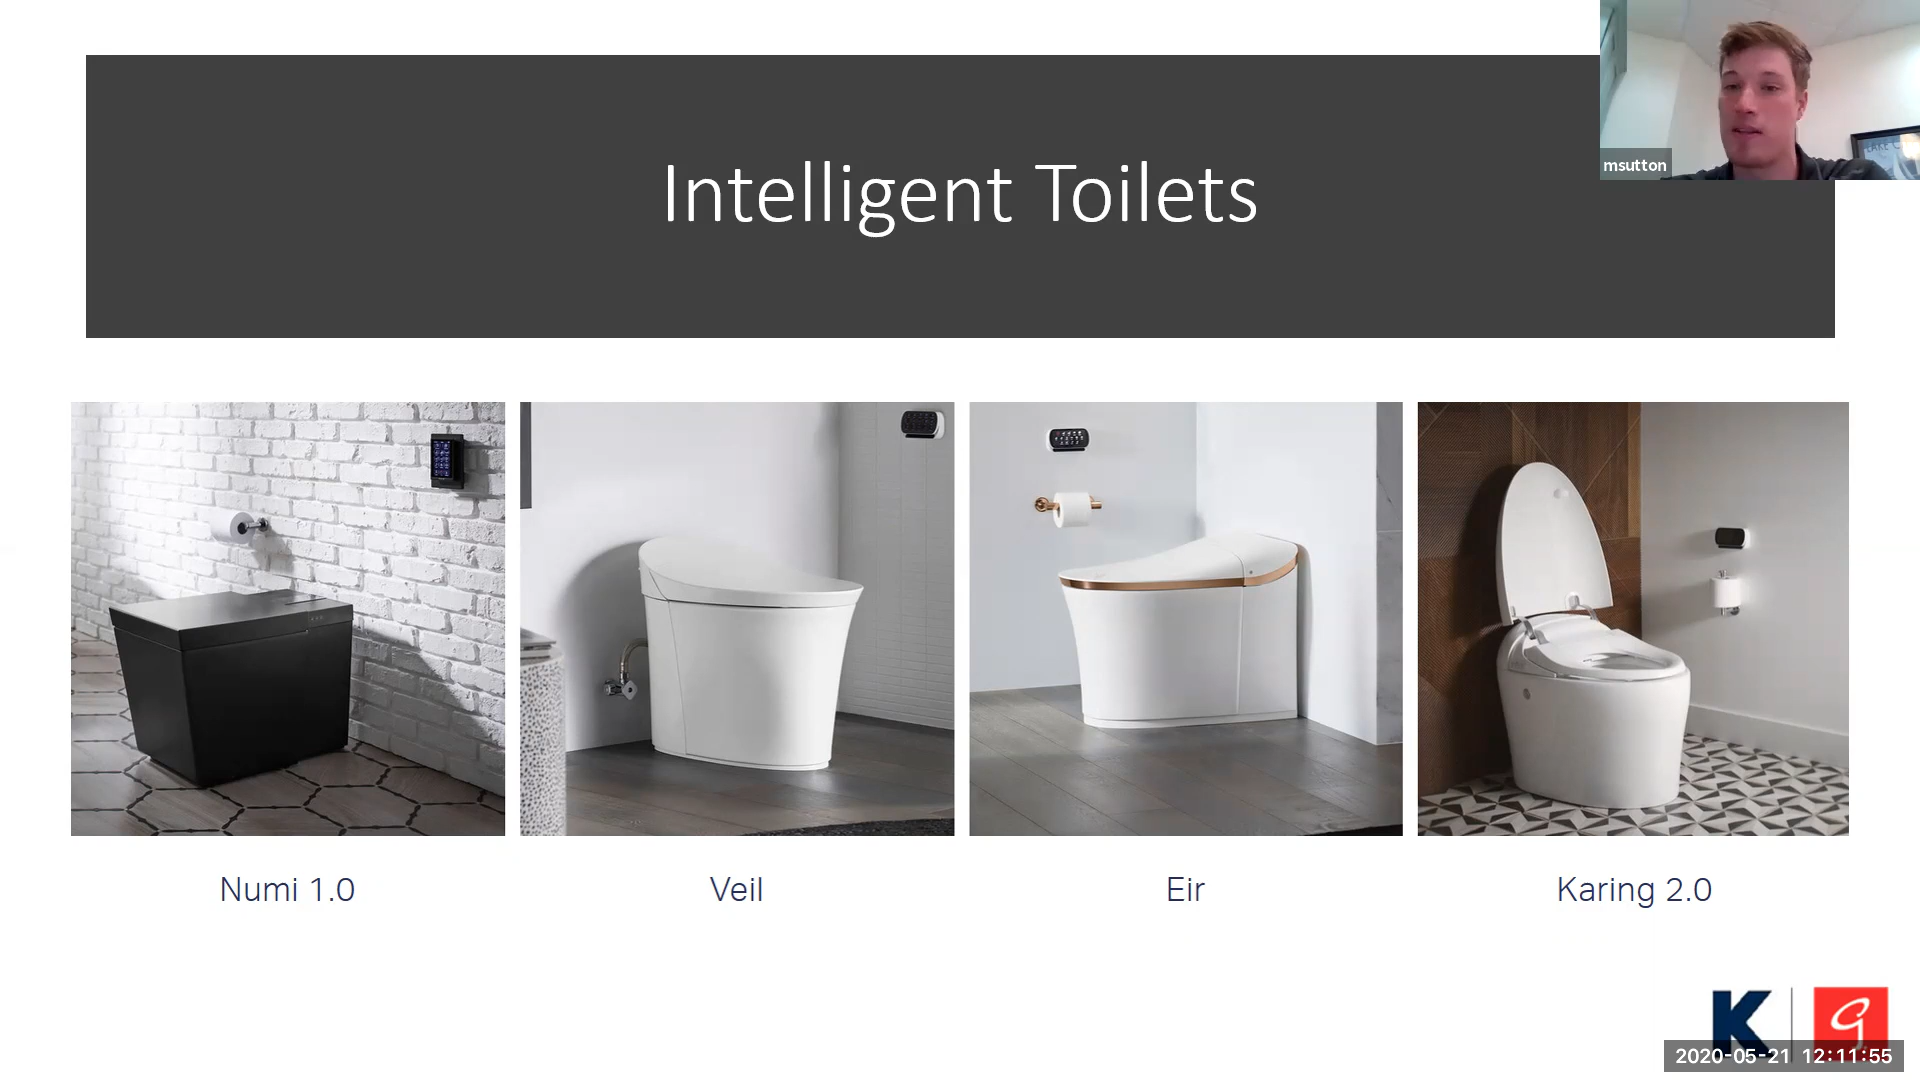 Intelligent Toilets
msutton
Numi 1.0
Veil
Eir
Karing 2.0
K
g
2020-05-21 12:11:55